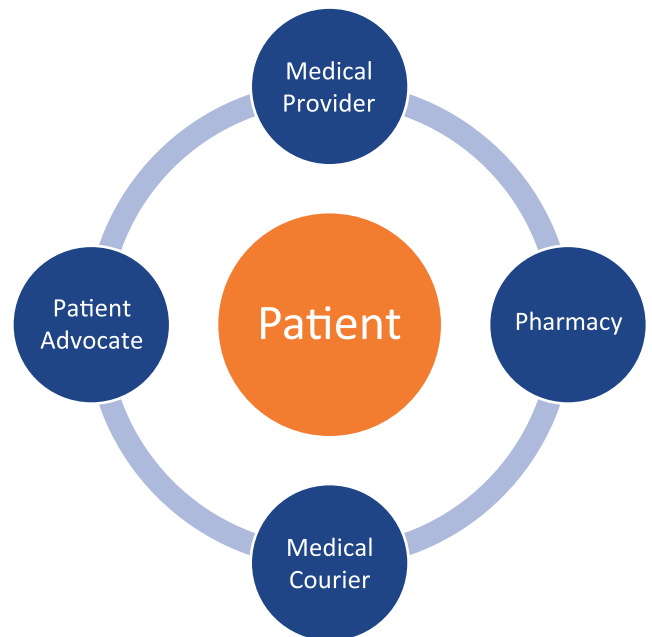 Medical
Provider
Patient
Advocate
Patient
Pharmacy
Medical
Courier